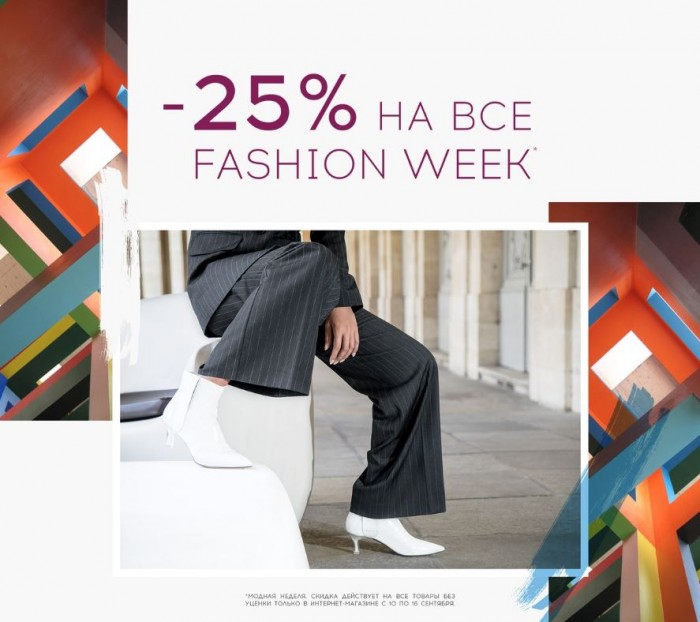 -25% НА ВСЕ
FASHION WEEK*
*МОДНАЯ НЕДЕЛЯ. СКИДКА ДЕЙСТВУЕТ НА ВСЕ ТОВАРЫ БЕЗ
УЦЕНКИ ТОЛЬКО В ИНТЕРНЕТ-МАГАЗИНЕ С 10 ПО 16 СЕНТЯБРЯ.